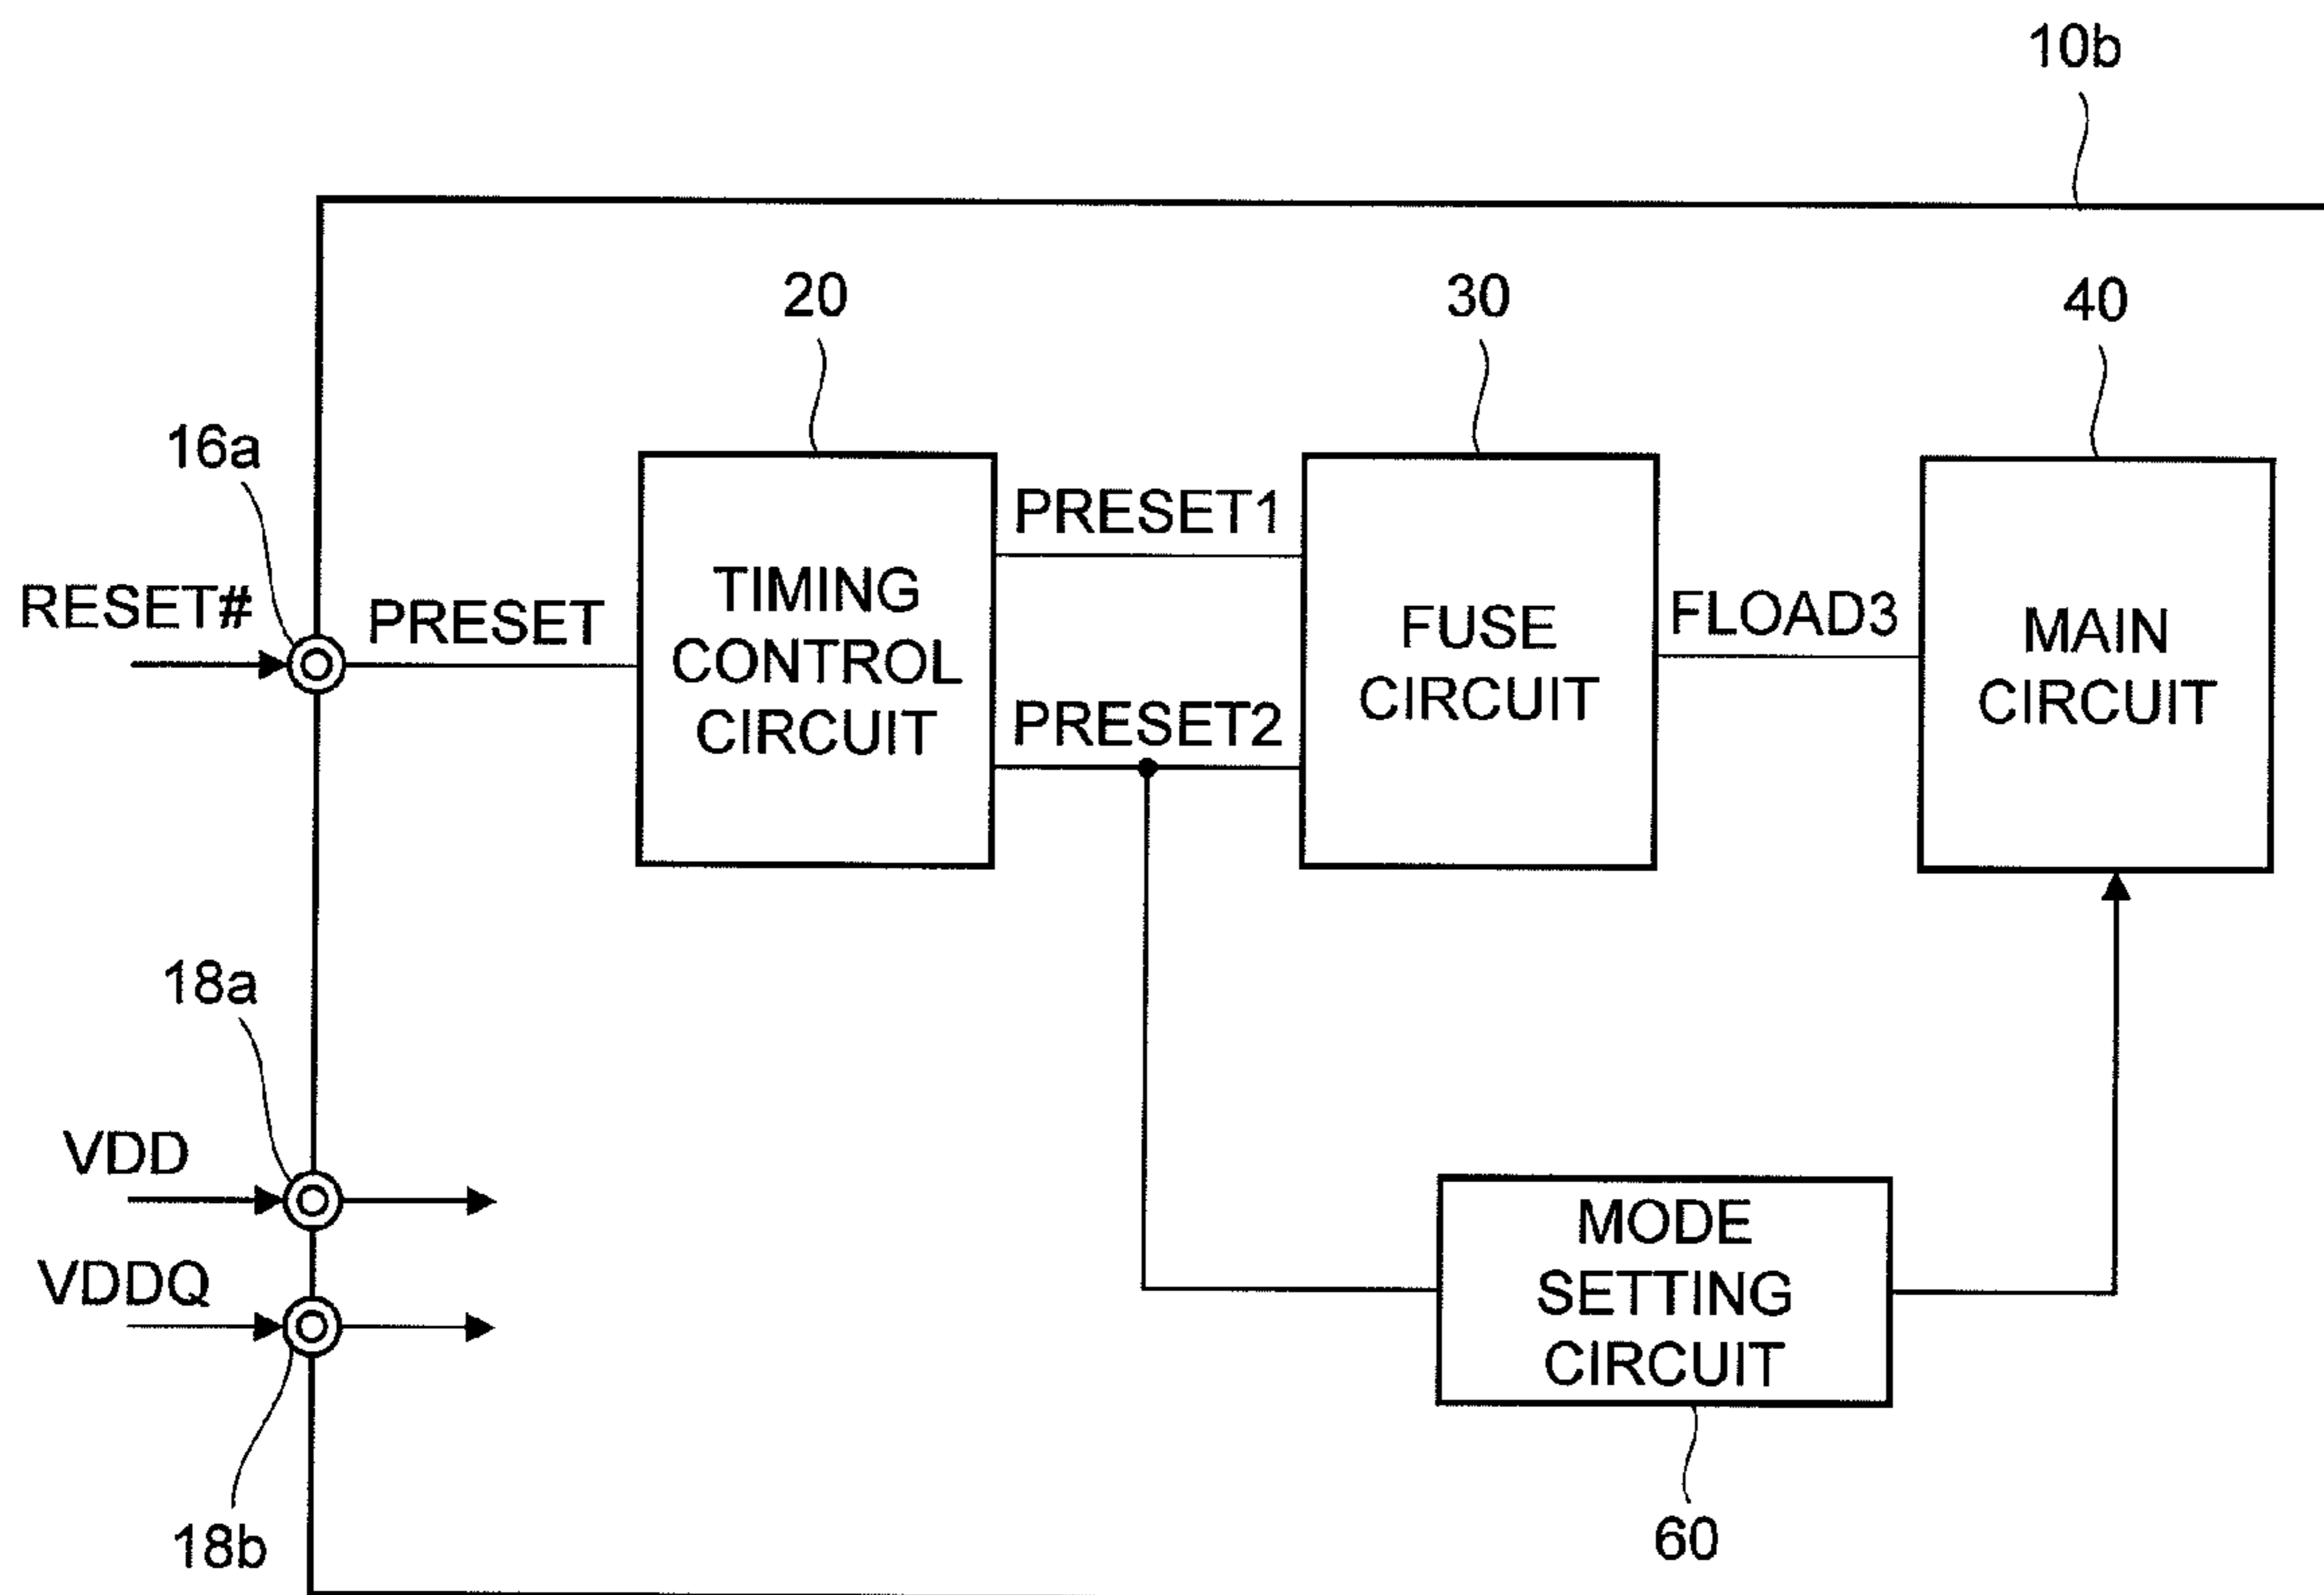 10b
20
30
40
16a
RESET#
PRESET
TIMING
CONTROL
CIRCUIT
PRESET1
PRESET2
FUSE
CIRCUIT
FLOAD3
MAIN
CIRCUIT
18a
VDD
VDDQ
18b
MODE
SETTING
CIRCUIT
60